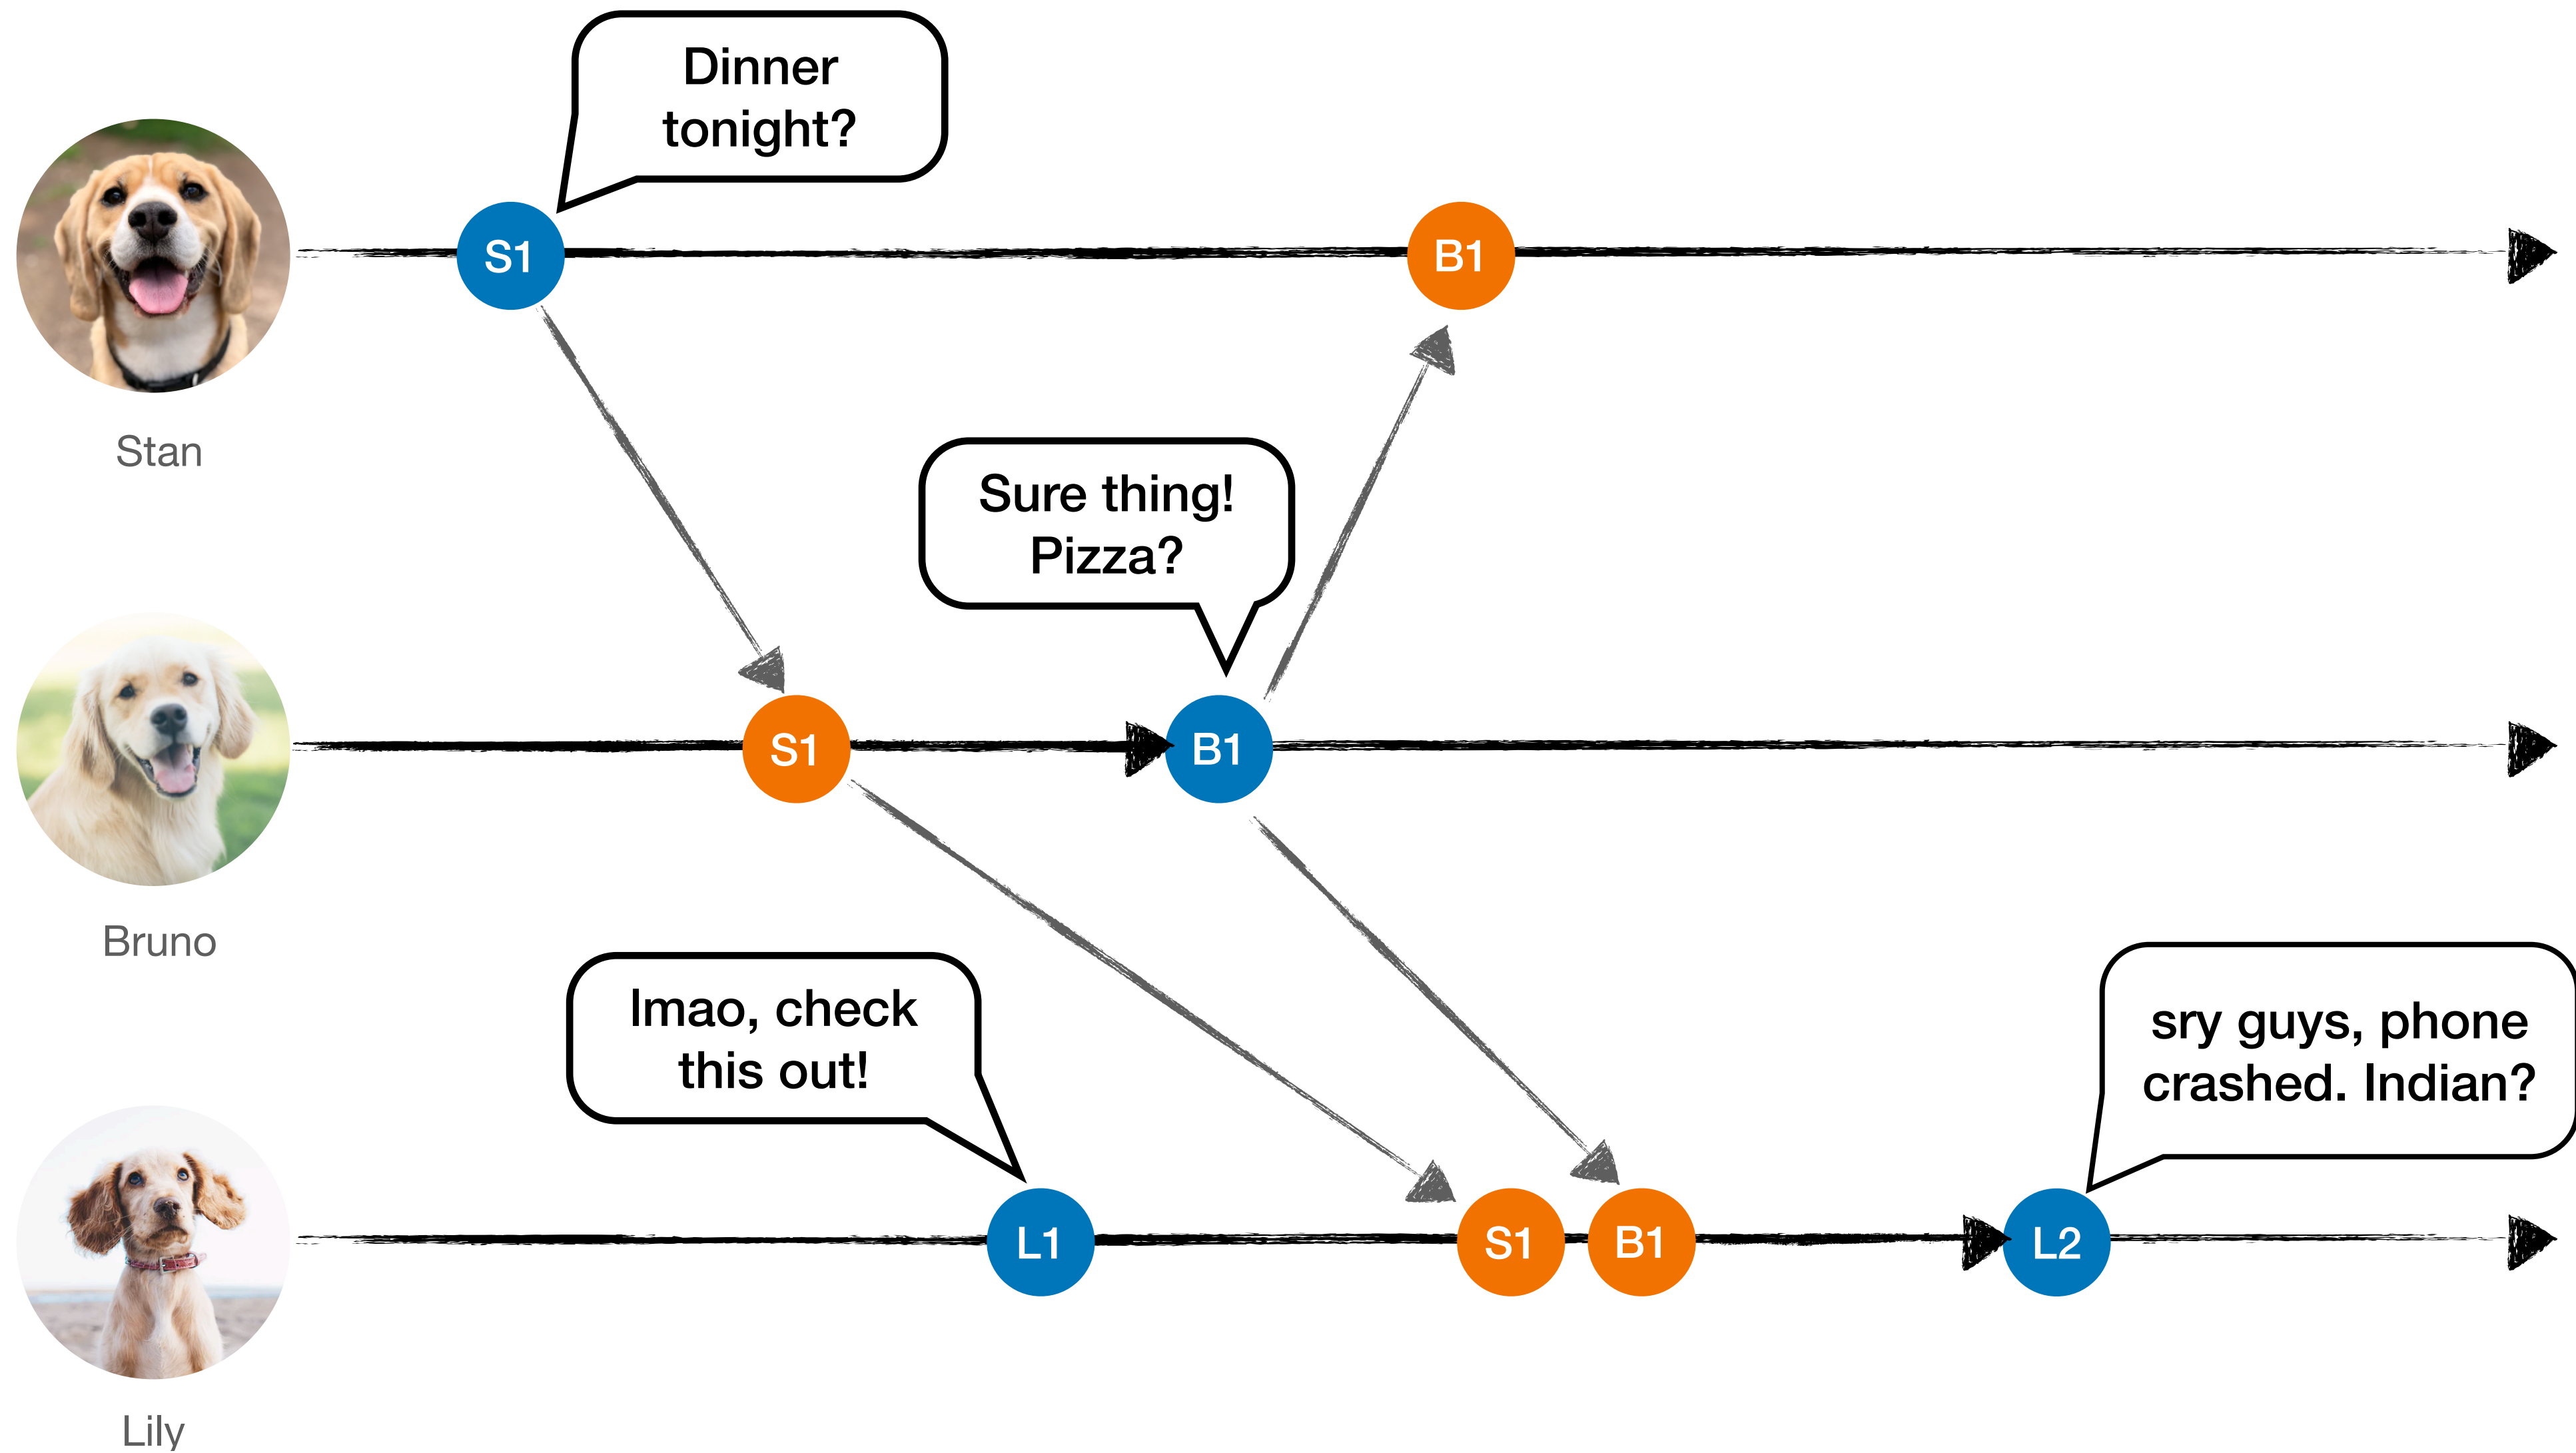 Dinner
tonight?
S1
B1
Stan
Sure thing!
Pizza?
S1
B1
Bruno
lmao, check
this out!
sry guys, phone
crashed. Indian?
L1
S1
B1
L2
Lily